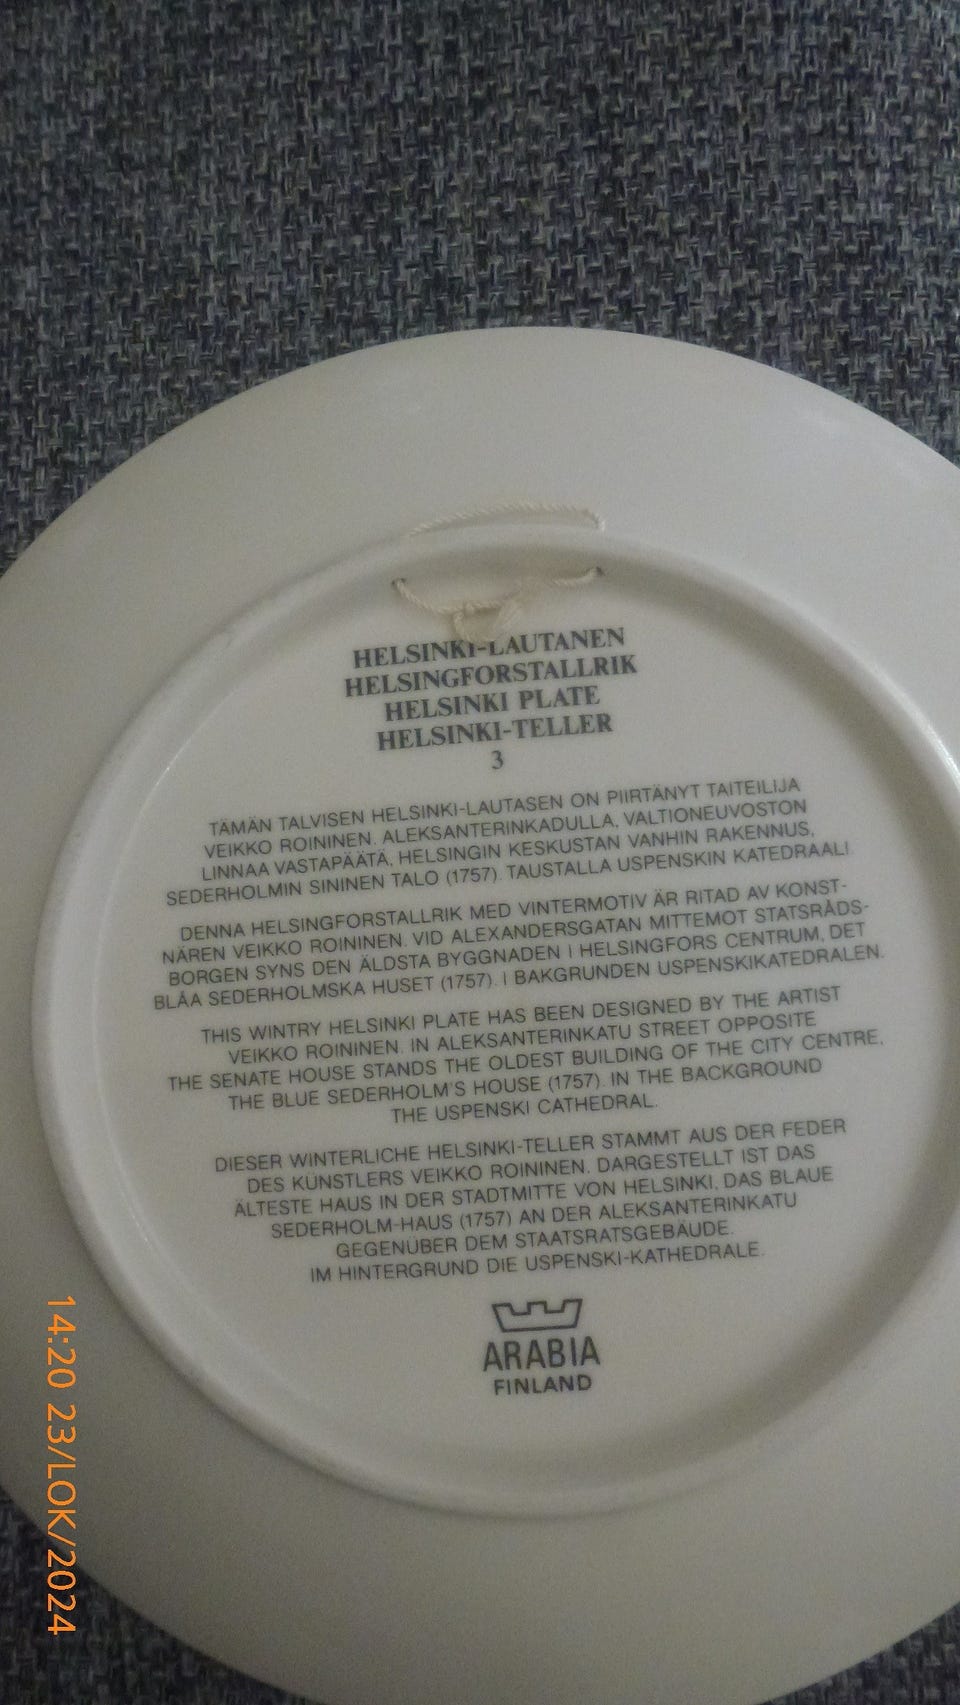 HELSINKI-LAUTANEN
HELSINGFORSTALLRIK
HELSINKI PLATE
HELSINKI-TELLER
3
TÄMÄN TALVISEN HELSINKI-LAUTASEN ON PIIRTÄNYT TAITEILIJA
VEIKKO ROININEN. ALEKSANTERINKADULLA, VALTIONEUVOSTON
LINNAA VASTAPÄÄTÄ, HELSINGIN KESKUSTAN VANHIN RAKENNUS,
SEDERHOLMIN SININEN TALO (1757). TAUSTALLA USPENSKIN KATEDRAALI.
DENNA HELSINGFORSTALLRIK MED VINTERMOTIV ÄR RITAD AV KONST-
NÄREN VEIKKO ROININEN. VID ALEXANDERSGATAN MITTEMOT STATSRÅDS-
BORGEN SYNS DEN ÄLDSTA BYGGNADEN I HELSINGFORS CENTRUM, DET
BLÅA SEDERHOLMSKA HUSET (1757). I BAKGRUNDEN USPENSKIKATEDRALEN.
THIS WINTRY HELSINKI PLATE HAS BEEN DESIGNED BY THE ARTIST
VEIKKO ROININEN. IN ALEKSANTERINKATU STREET OPPOSITE
THE SENATE HOUSE STANDS THE OLDEST BUILDING OF THE CITY CENTRE,
THE BLUE SEDERHOLM'S HOUSE (1757). IN THE BACKGROUND
THE USPENSKI CATHEDRAL.
DIESER WINTERLICHE HELSINKI-TELLER STAMMT AUS DER FEDER
DES KÜNSTLERS VEIKKO ROININEN. DARGESTELLT IST DAS
ÄLTESTE HAUS IN DER STADTMITTE VON HELSINKI, DAS BLAUE
SEDERHOLM-HAUS (1757) AN DER ALEKSANTERINKATU
GEGENÜBER DEM STAATSRATSGEBÄUDE.
IM HINTERGRUND DIE USPENSKI-KATHEDRALE.
ARABIA
FINLAND
14:20 23/LOK/2024